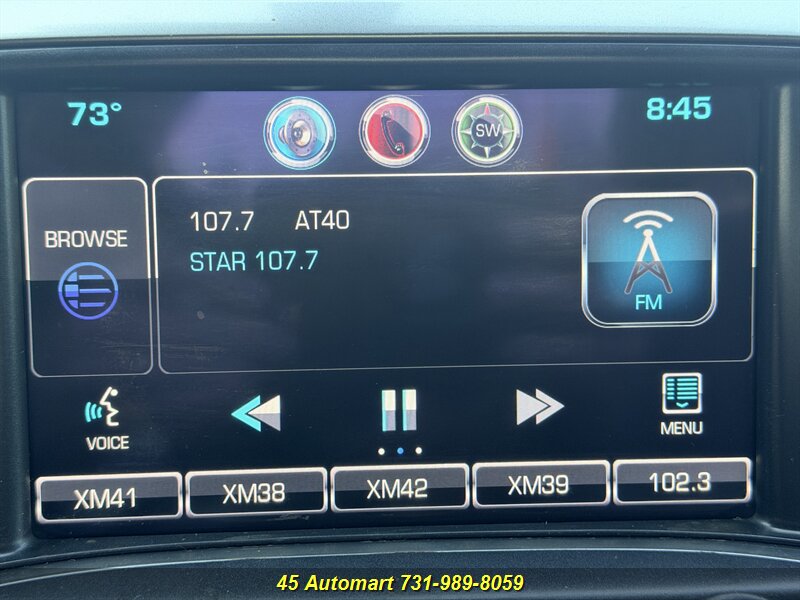 73° SW 8:45
BROWSE
107.7 AT40
STAR 107.7
FM
VOICE
MENU
XM41 XM38 XM42 XM39 102.3
45 Automart 731-989-8059